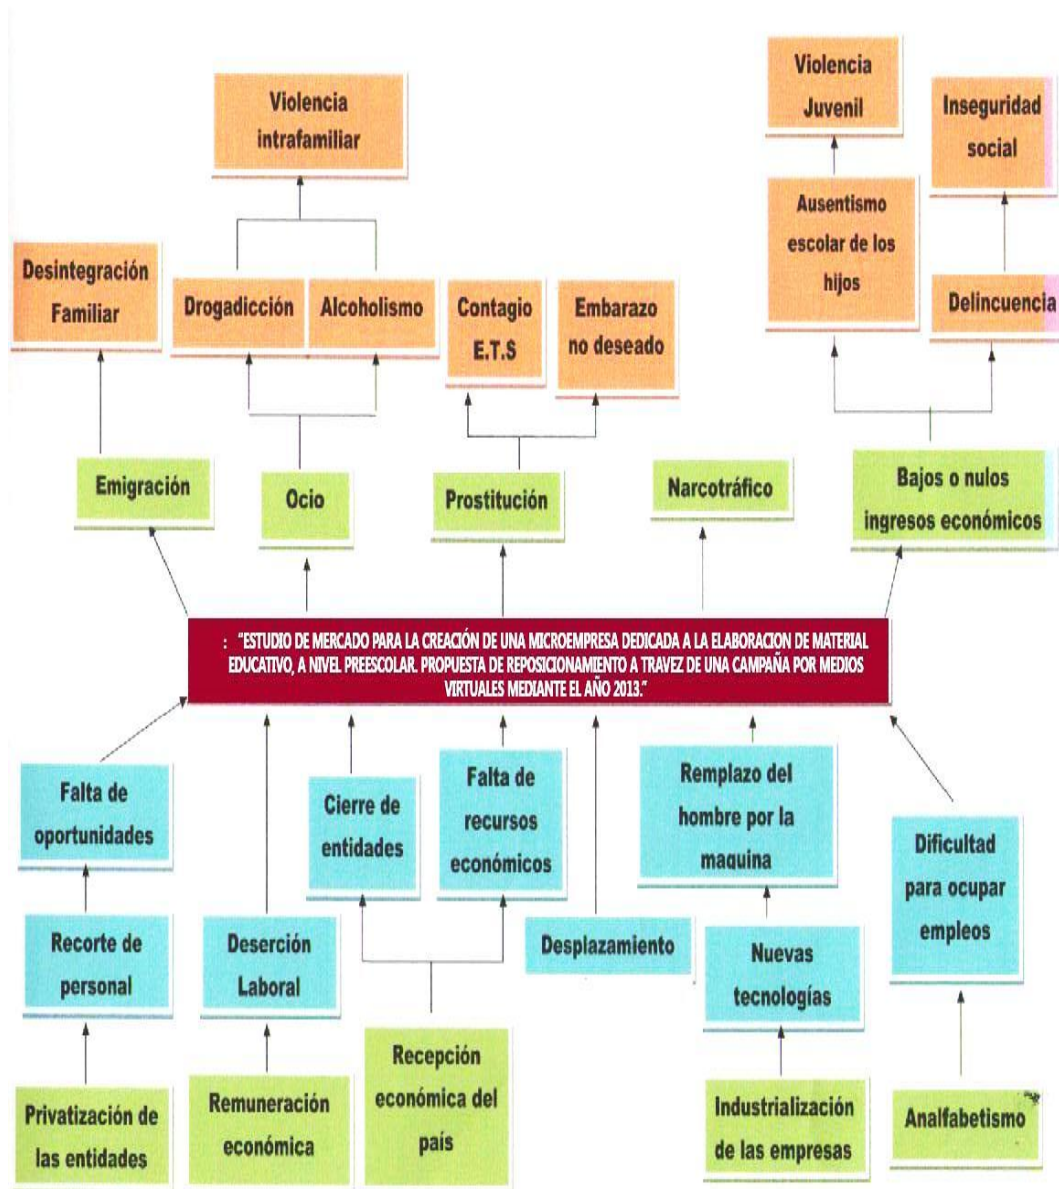 Violencia
Juvenil
Inseguridad
social
Violencia
intrafamiliar
Ausentismo
escolar de los
hijos
Desintegración
Familiar
Drogadicción
Alcoholismo
Contagio
E.T.S
Embarazo
no deseado
Delincuencia
Emigración
Ocio
Prostitución
Narcotráfico
Bajos o nulos
ingresos económicos
: "ESTUDIO DE MERCADO PARA LA CREACIÓN DE UNA MICROEMPRESA DEDICADA A LA ELABORACION DE MATERIAL
EDUCATIVO, A NIVEL PREESCOLAR. PROPUESTA DE REPOSICIONAMIENTO A TRAVEZ DE UNA CAMPAÑA POR MEDIOS
VIRTUALES MEDIANTE EL AÑO 2013."
Falta de
oportunidades
Cierre de
entidades
Falta de
recursos
económicos
Remplazo del
hombre por la
maquina
Dificultad
para ocupar
empleos
Recorte de
personal
Deserción
Laboral
Desplazamiento
Nuevas
tecnologías
Privatización de
las entidades
Remuneración
económica
Recepción
económica del
país
Industrialización
de las empresas
Analfabetismo